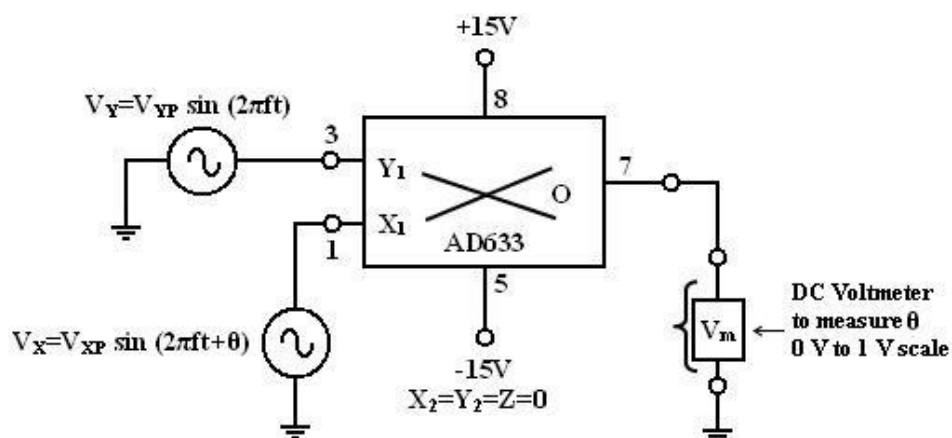 +15V
8
V_Y=V_YP sin (2πft)
3
Y₁
7
O
X₁
1
AD633
5
V_X=V_XP sin (2πft+θ)
-15V
X₂=Y₂=Z=0
V_m
DC Voltmeter
to measure θ
0 V to 1 V scale